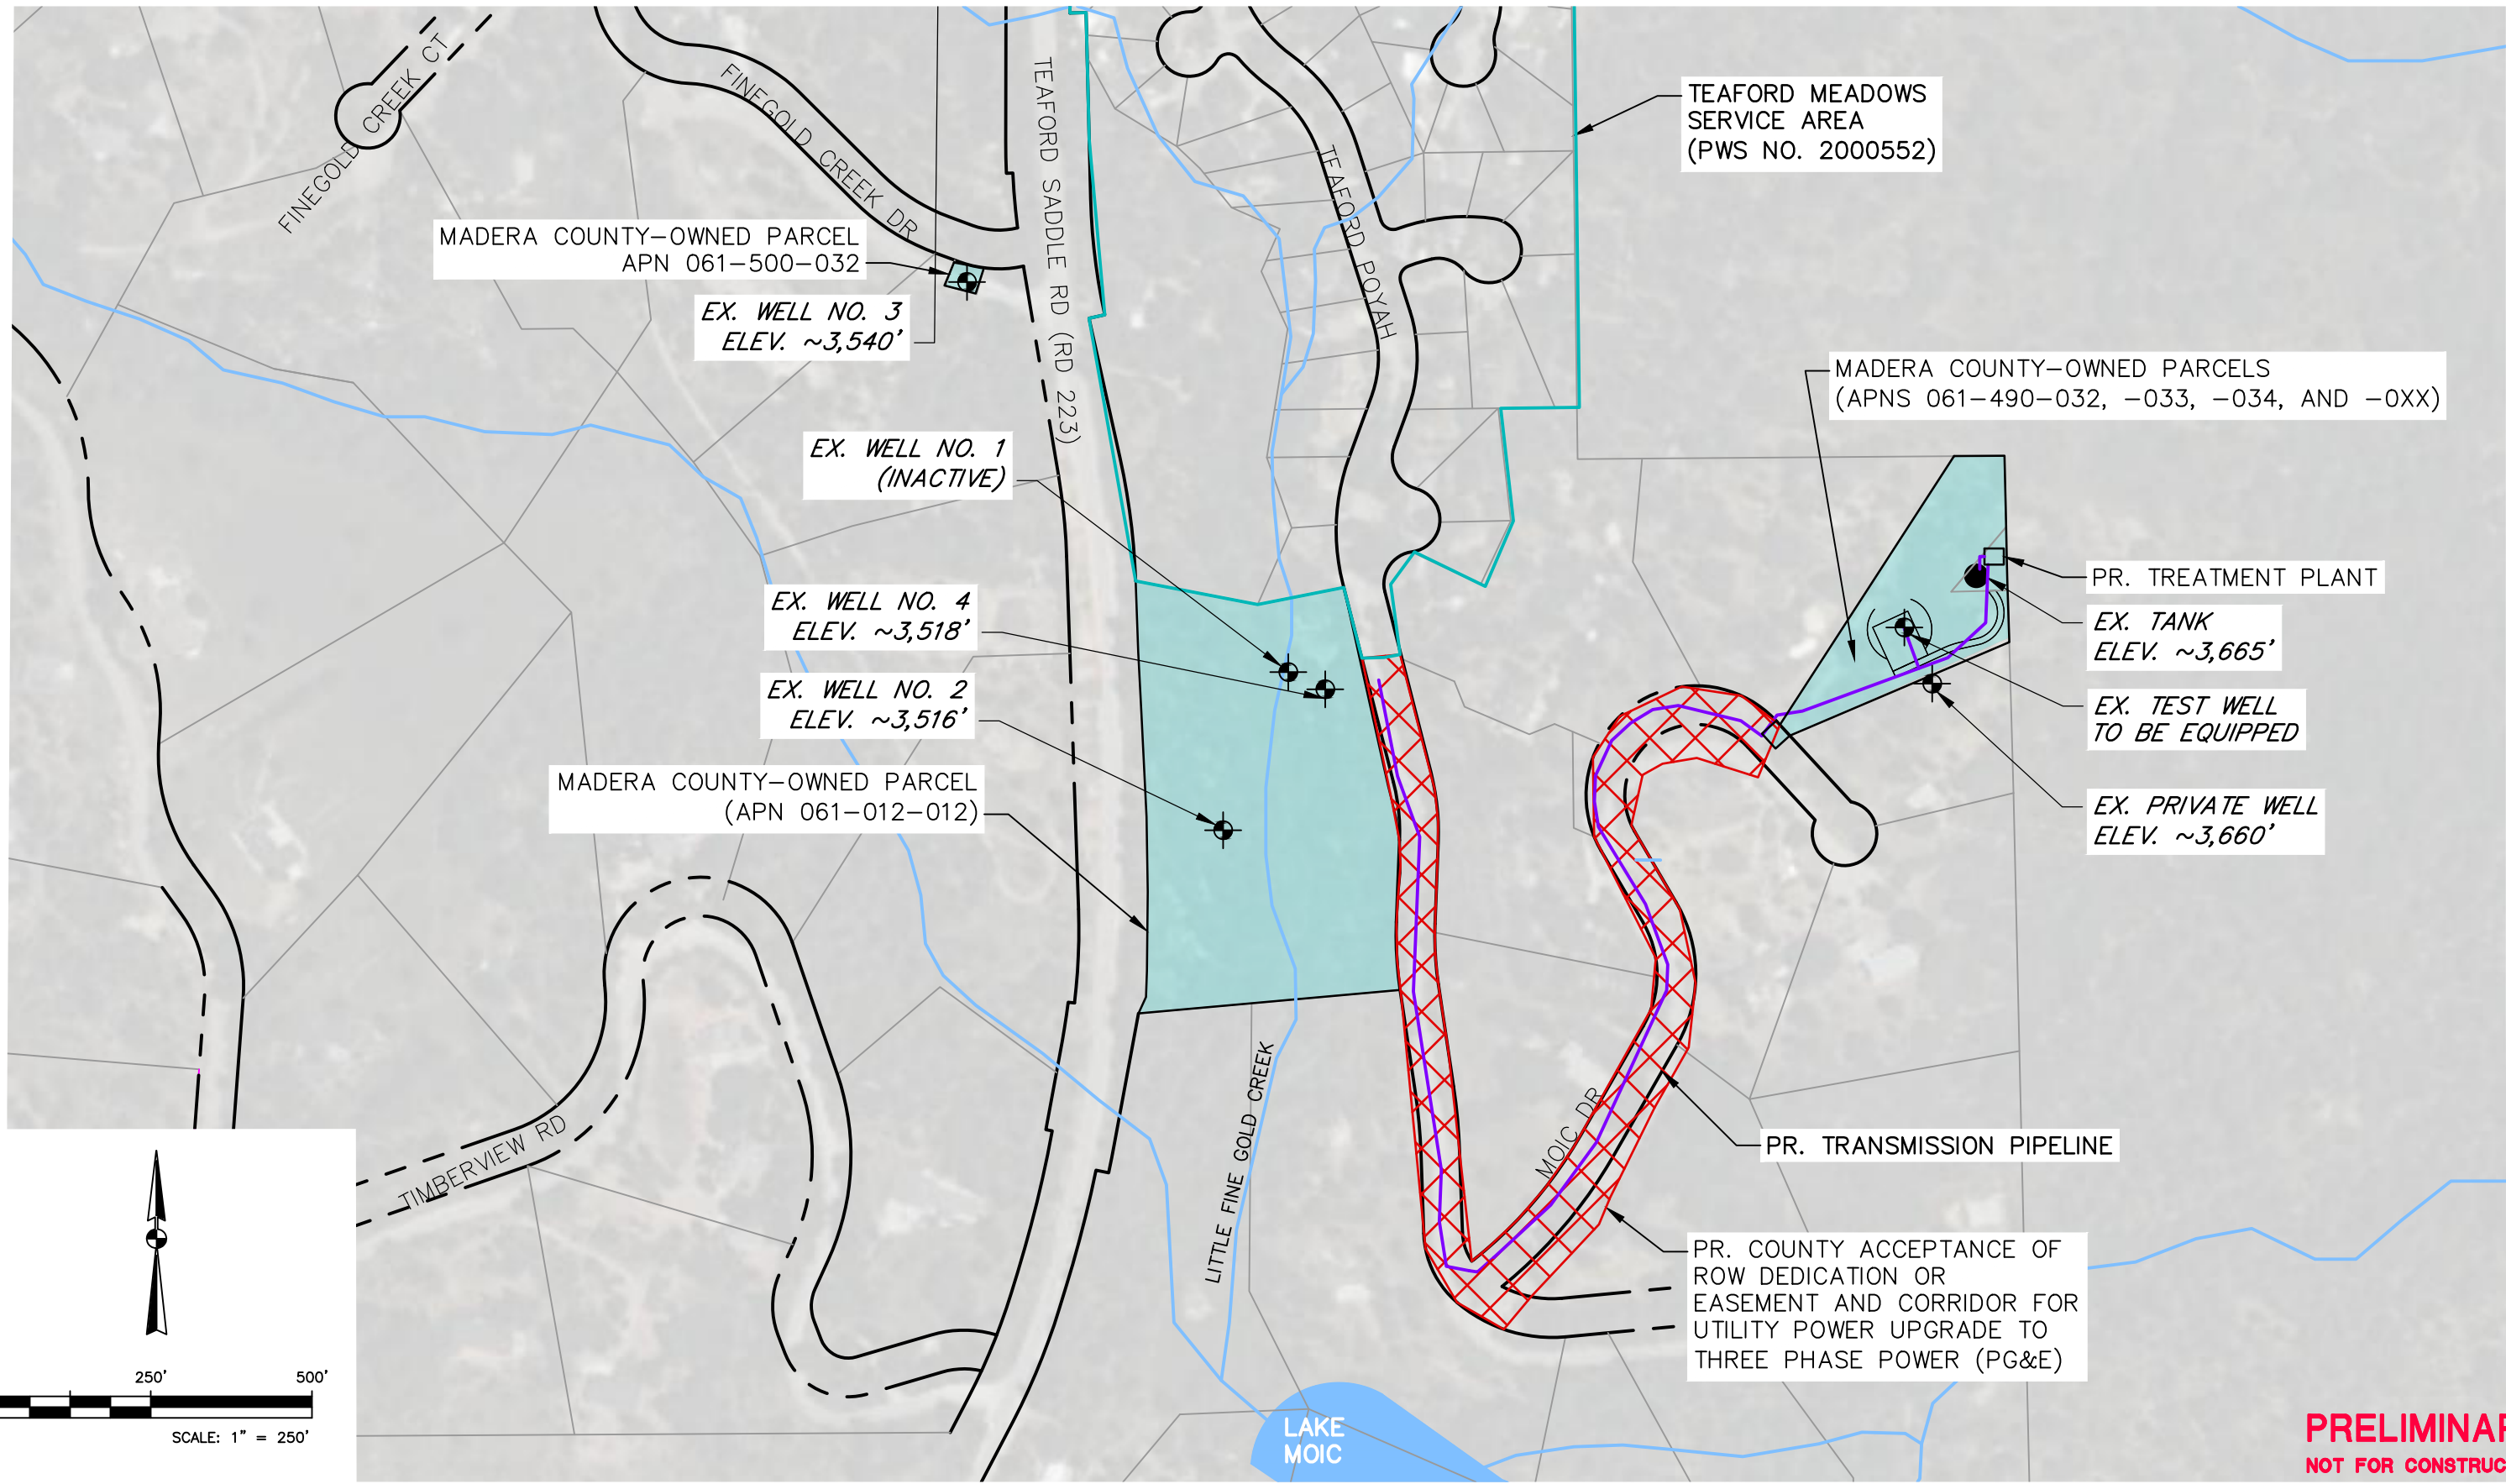 FINEGOLD CREEK CT
FINEGOLD CREEK DR
TEAFORD SADDLE RD (RD 223)
TEAFORD POYAH
TEAFORD MEADOWS
SERVICE AREA
(PWS NO. 2000552)
MADERA COUNTY-OWNED PARCEL
APN 061-500-032
EX. WELL NO. 3
ELEV. ~3,540'
MADERA COUNTY-OWNED PARCELS
(APNS 061-490-032, -033, -034, AND -0XX)
EX. WELL NO. 1
(INACTIVE)
EX. WELL NO. 4
ELEV. ~3,518'
EX. WELL NO. 2
ELEV. ~3,516'
MADERA COUNTY-OWNED PARCEL
(APN 061-012-012)
PR. TREATMENT PLANT
EX. TANK
ELEV. ~3,665'
EX. TEST WELL
TO BE EQUIPPED
EX. PRIVATE WELL
ELEV. ~3,660'
TIMBERVIEW RD
LITTLE FINE GOLD CREEK
MOIC DR
PR. TRANSMISSION PIPELINE
PR. COUNTY ACCEPTANCE OF
ROW DEDICATION OR
EASEMENT AND CORRIDOR FOR
UTILITY POWER UPGRADE TO
THREE PHASE POWER (PG&E)
250' 500'
SCALE: 1" = 250'
LAKE
MOIC
PRELIMINAR
NOT FOR CONSTRUC